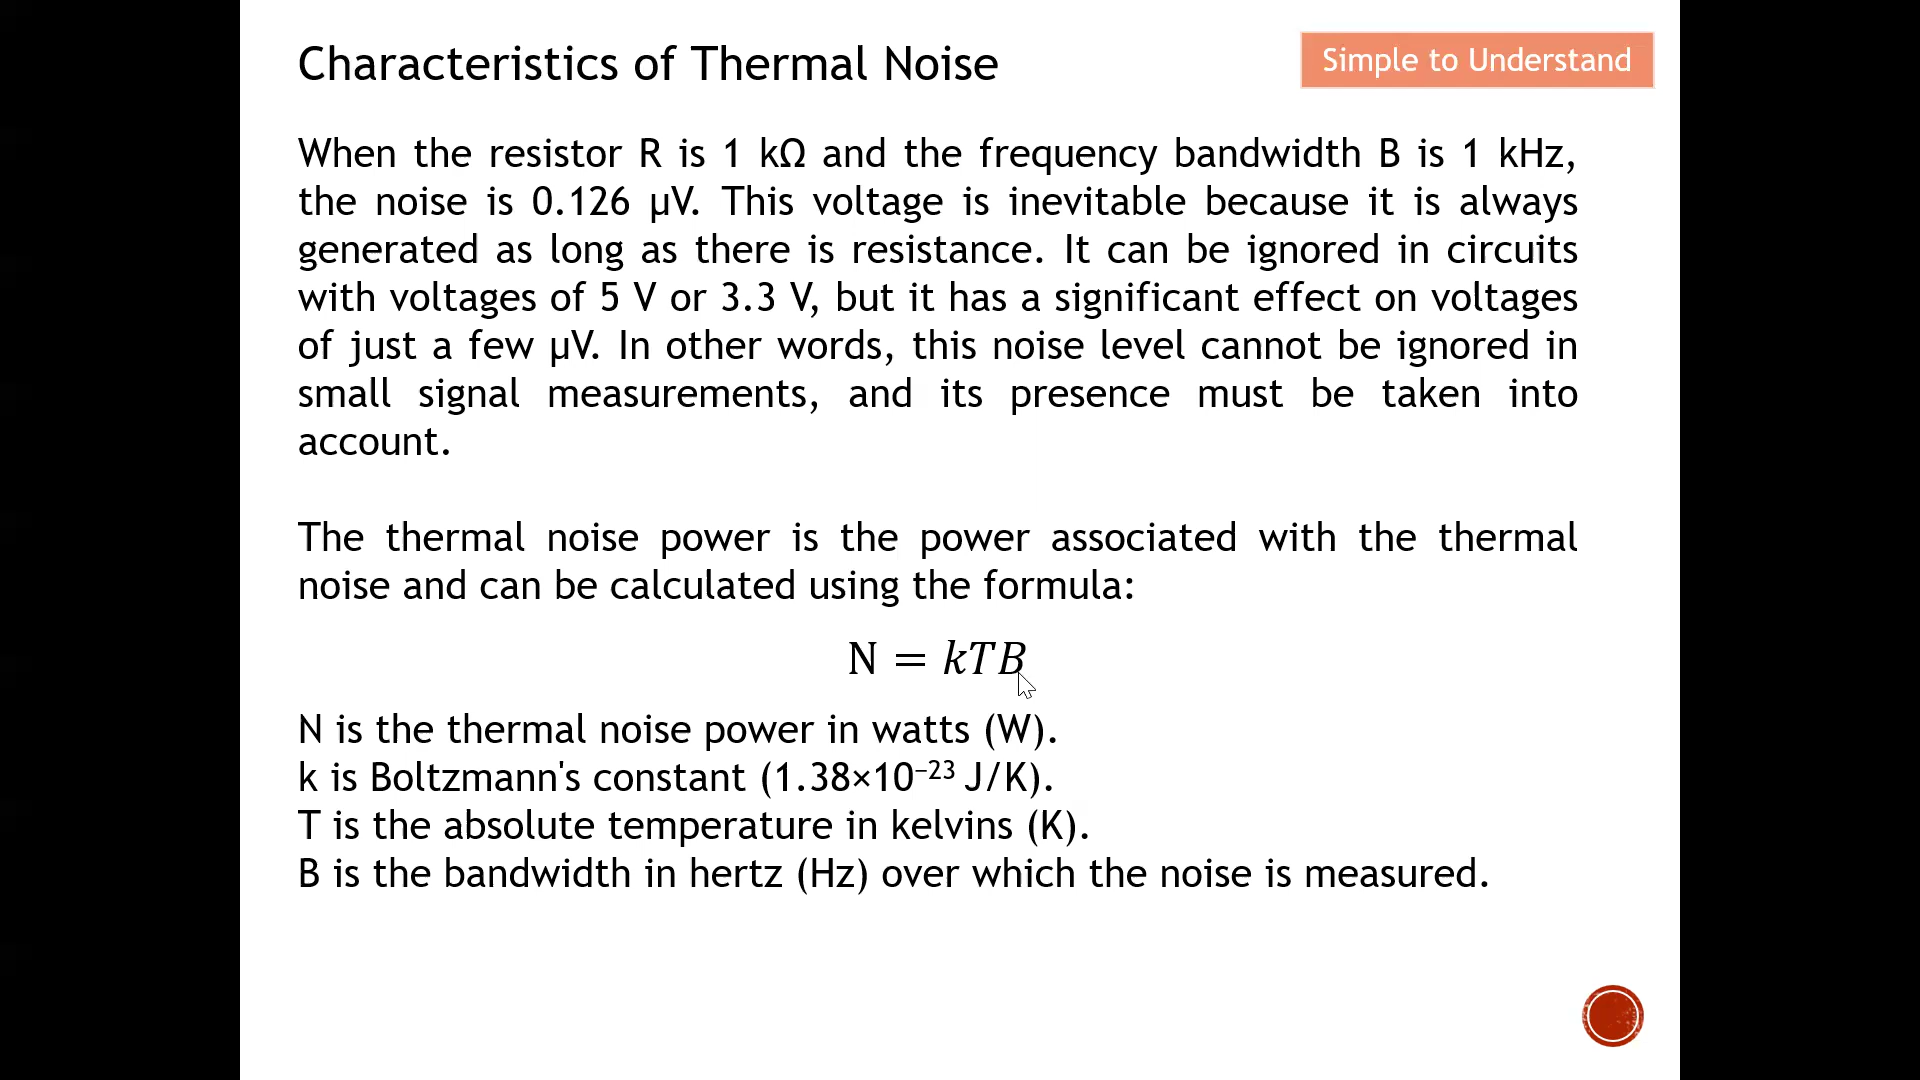 Characteristics of Thermal Noise
Simple to Understand
When the resistor R is 1 kΩ and the frequency bandwidth B is 1 kHz,
the noise is 0.126 µV. This voltage is inevitable because it is always
generated as long as there is resistance. It can be ignored in circuits
with voltages of 5 V or 3.3 V, but it has a significant effect on voltages
of just a few µV. In other words, this noise level cannot be ignored in
small signal measurements, and its presence must be taken into
account.
The thermal noise power is the power associated with the thermal
noise and can be calculated using the formula:
N = kTB
N is the thermal noise power in watts (W).
k is Boltzmann's constant (1.38×10⁻²³ J/K).
T is the absolute temperature in kelvins (K).
B is the bandwidth in hertz (Hz) over which the noise is measured.